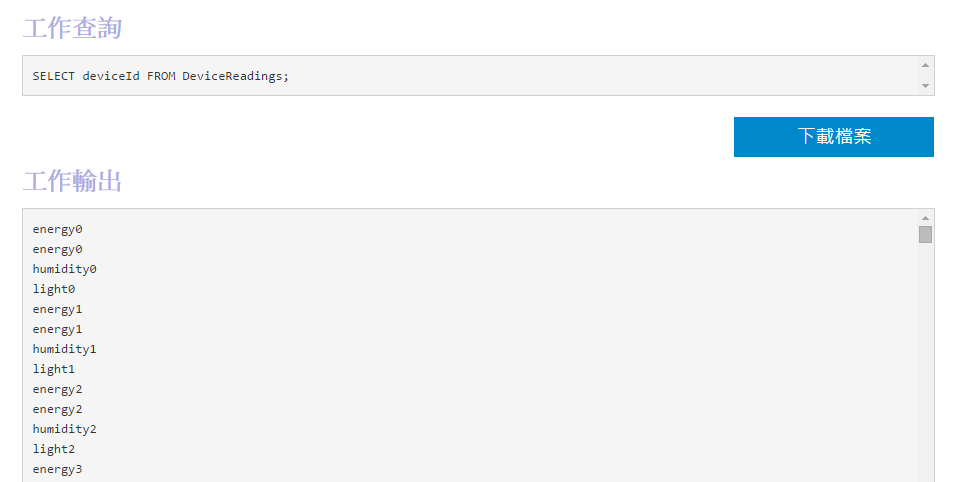 工作查詢
SELECT deviceId FROM DeviceReadings;
下載檔案
工作輸出
energy0
energy0
humidity0
light0
energy1
energy1
humidity1
light1
energy2
energy2
humidity2
light2
energy3